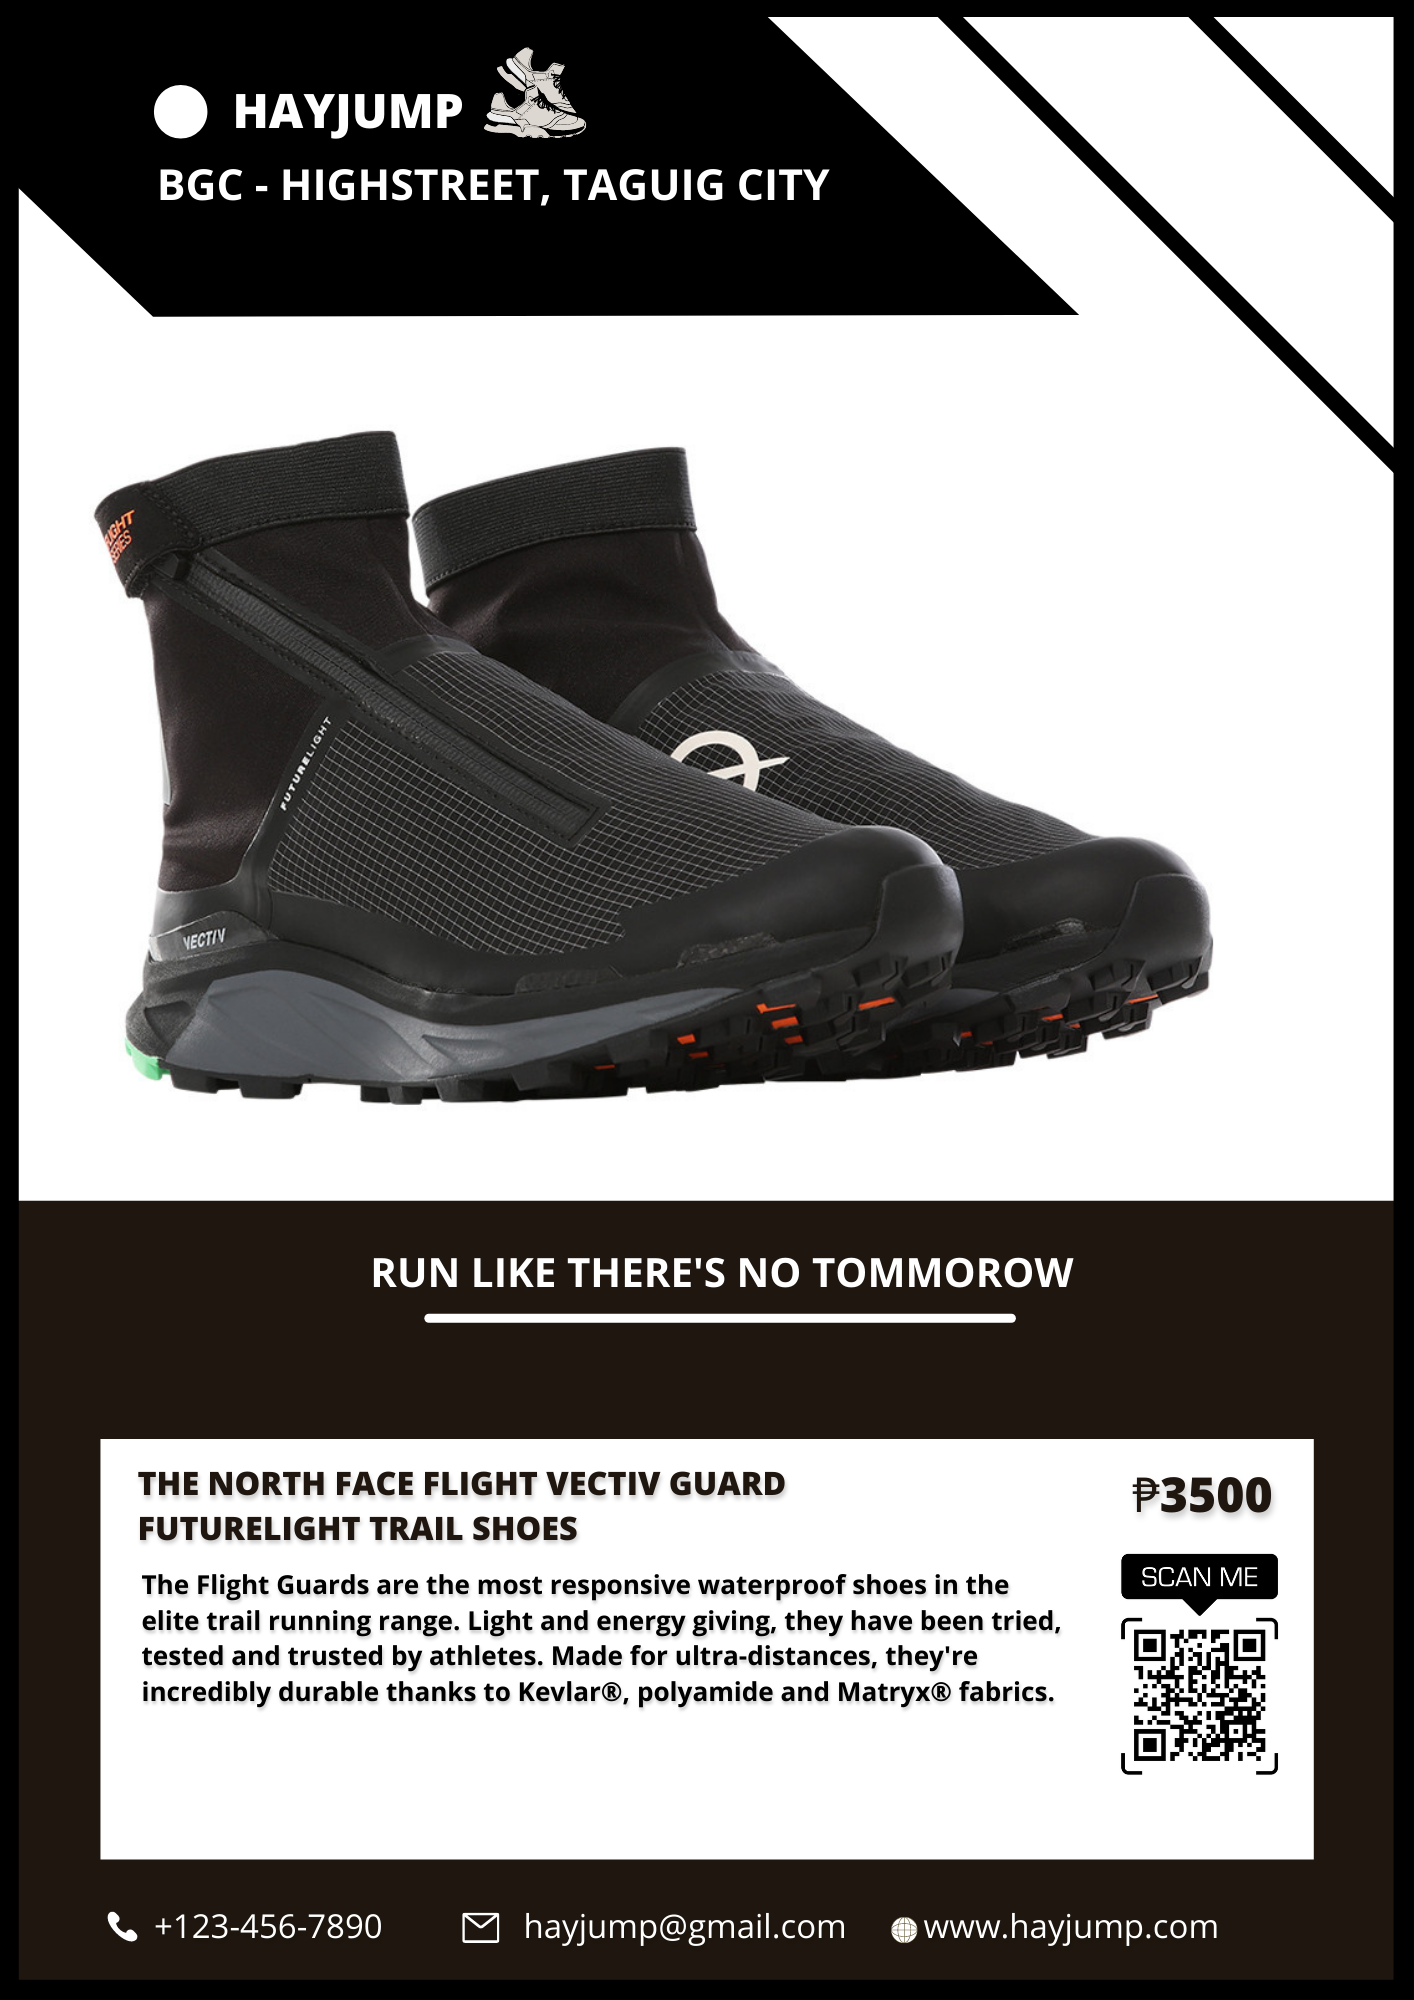 HAYJUMP
BGC - HIGHSTREET, TAGUIG CITY
LIGHT
SERIES
FUTURELIGHT
VECTIV
RUN LIKE THERE'S NO TOMMOROW
THE NORTH FACE FLIGHT VECTIV GUARD
FUTURELIGHT TRAIL SHOES
₱3500
The Flight Guards are the most responsive waterproof shoes in the
elite trail running range. Light and energy giving, they have been tried,
tested and trusted by athletes. Made for ultra-distances, they're
incredibly durable thanks to Kevlar®, polyamide and Matryx® fabrics.
SCAN ME
+123-456-7890
hayjump@gmail.com
www.hayjump.com